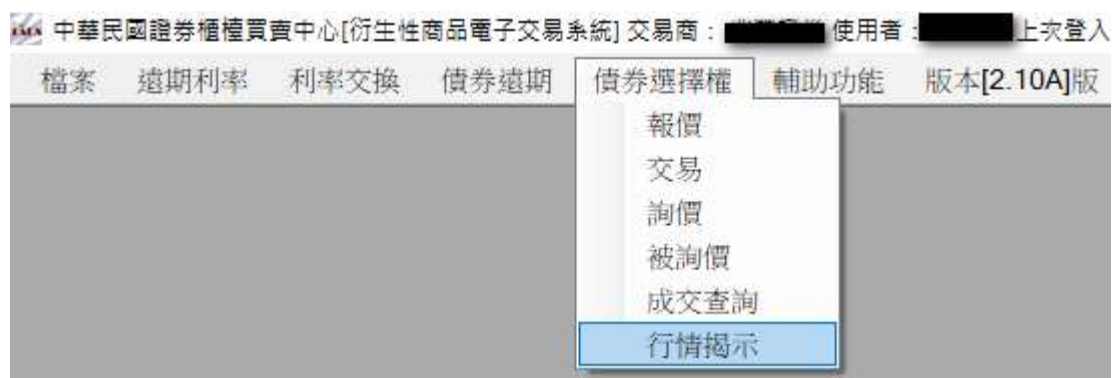 中華民國證券櫃檯買賣中心[衍生性商品電子交易系統] 交易商： 使用者： 上次登入
檔案 遠期利率 利率交換 債券遠期 債券選擇權 輔助功能 版本[2.10A]版
報價
交易
詢價
被詢價
成交查詢
行情揭示